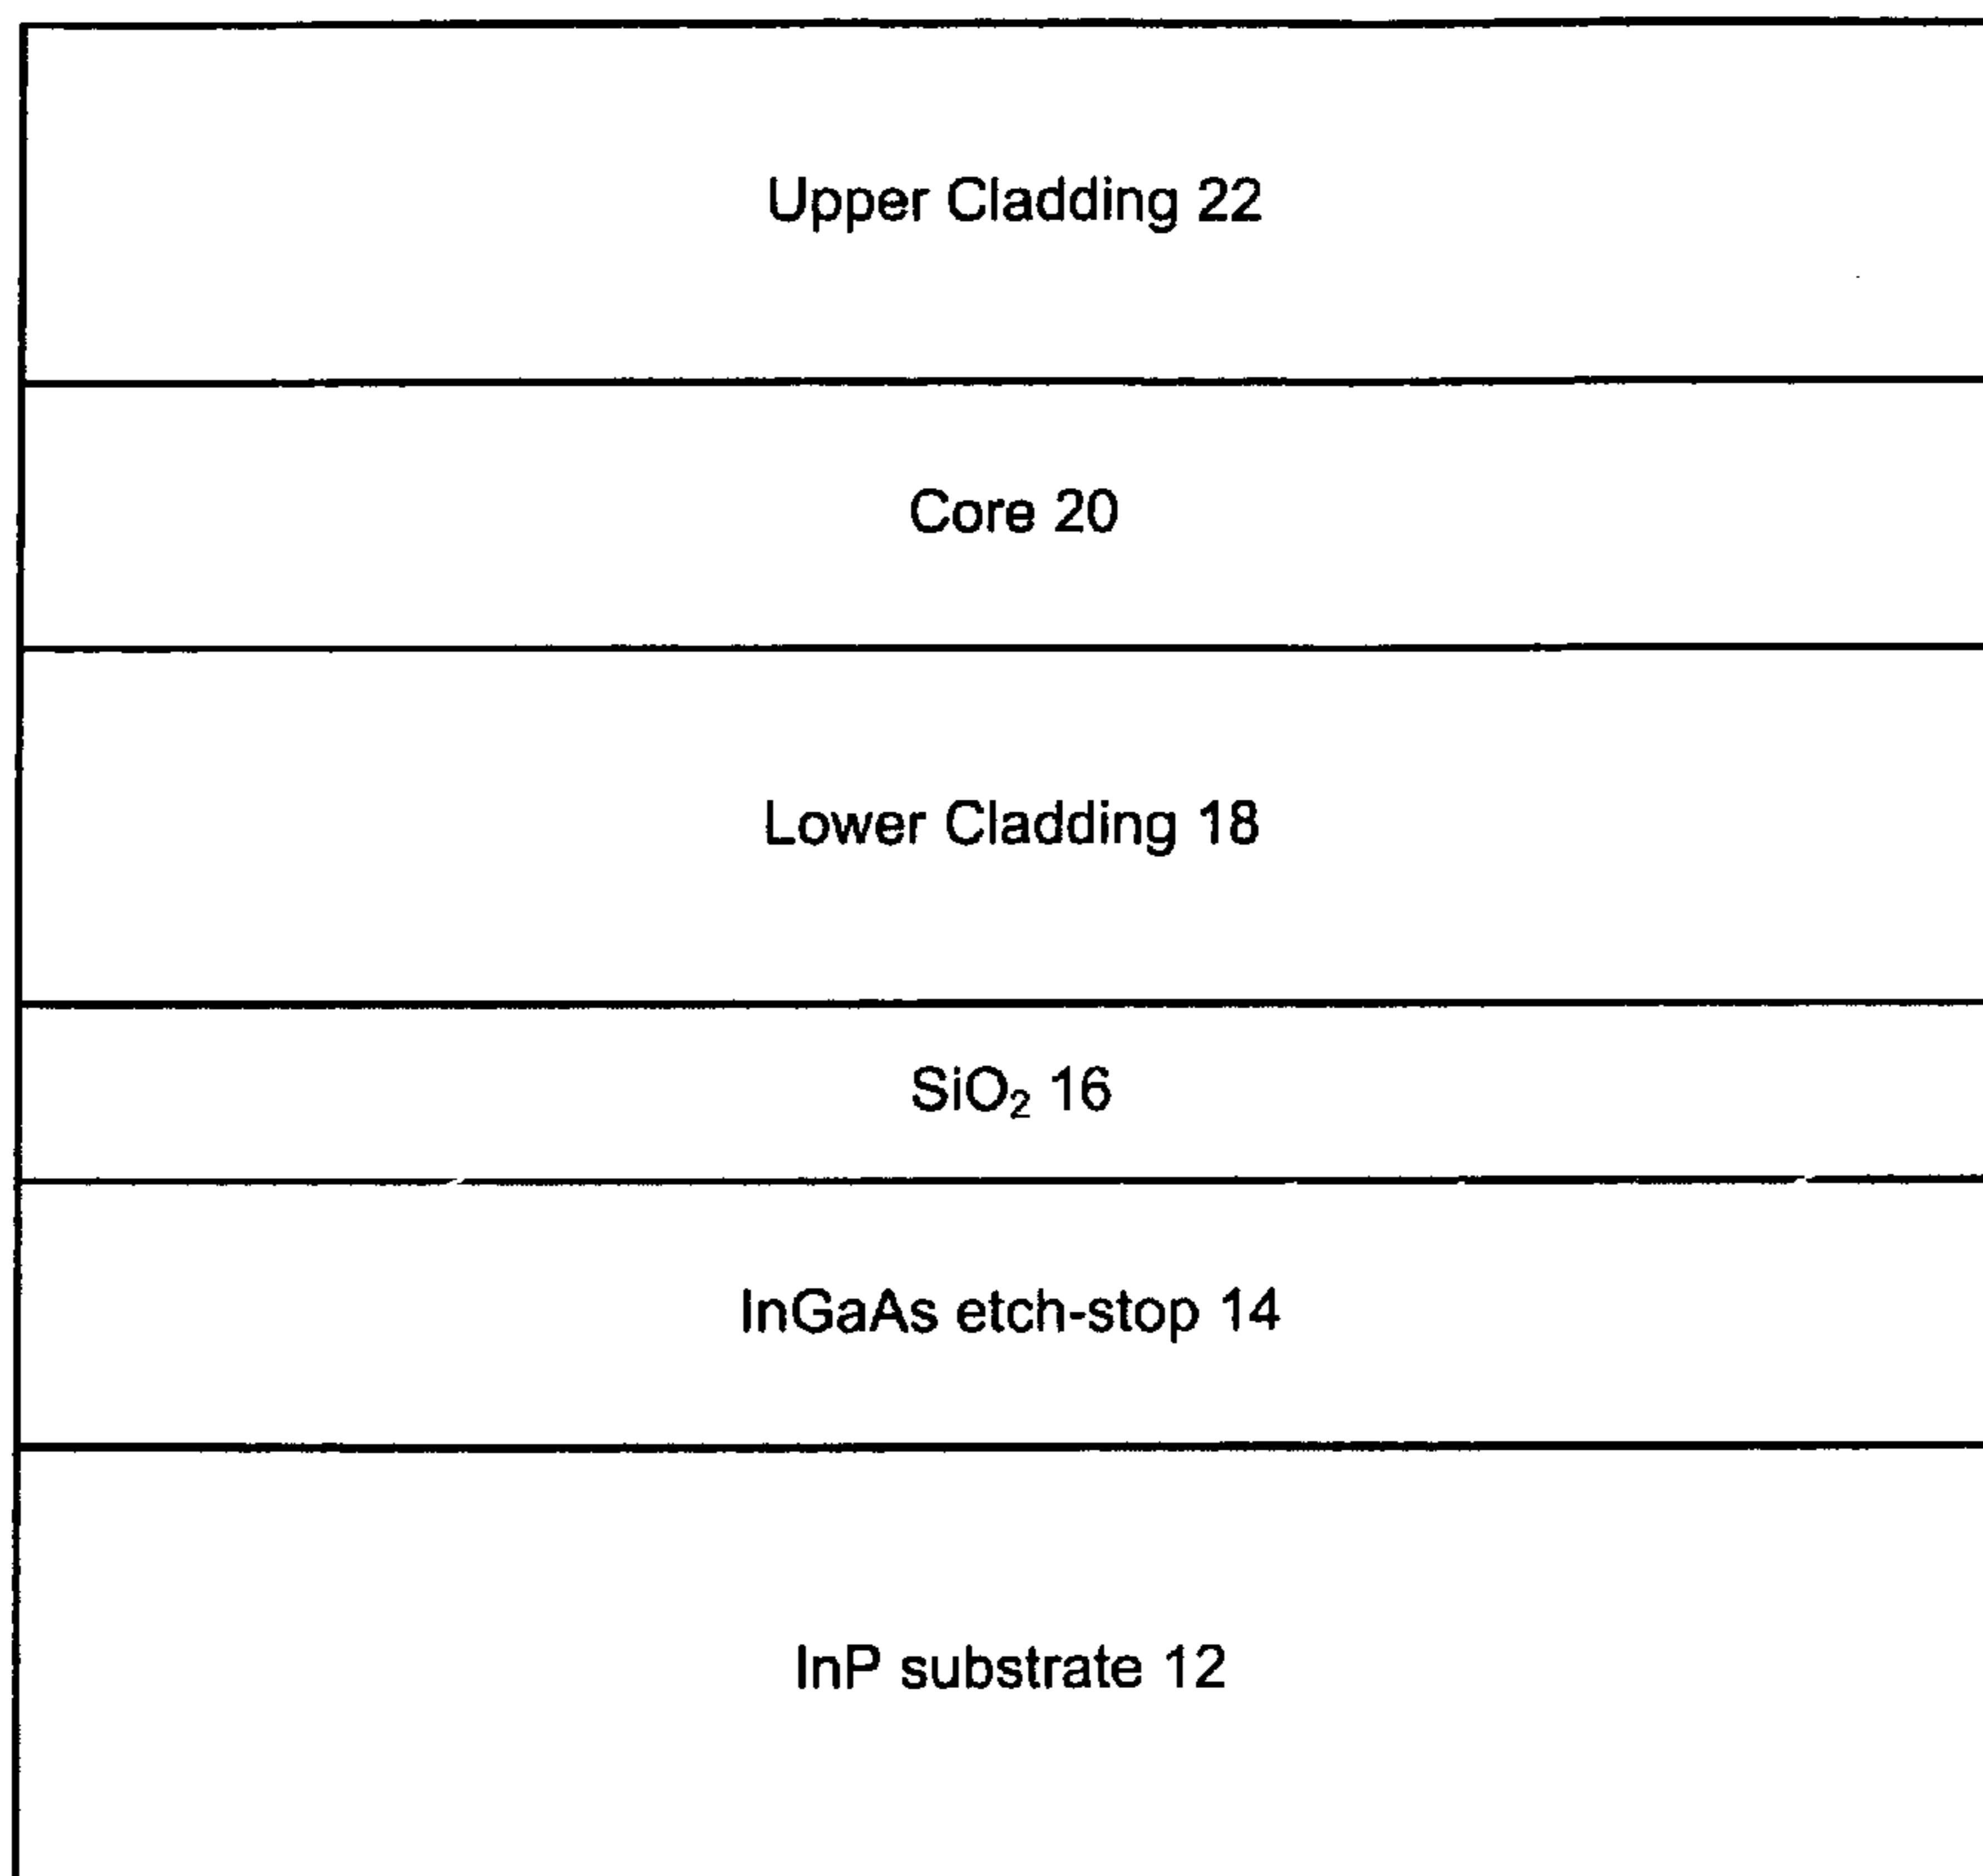 Upper Cladding 22
Core 20
Lower Cladding 18
SiO₂ 16
InGaAs etch-stop 14
InP substrate 12